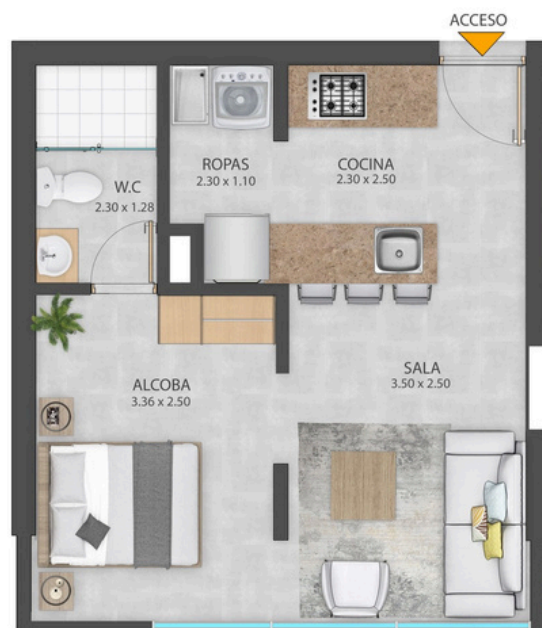 ACCESO
ROPAS
2.30 x 1.10
COCINA
2.30 x 2.50
W.C
2.30 x 1.28
SALA
3.50 x 2.50
ALCOBA
3.36 x 2.50